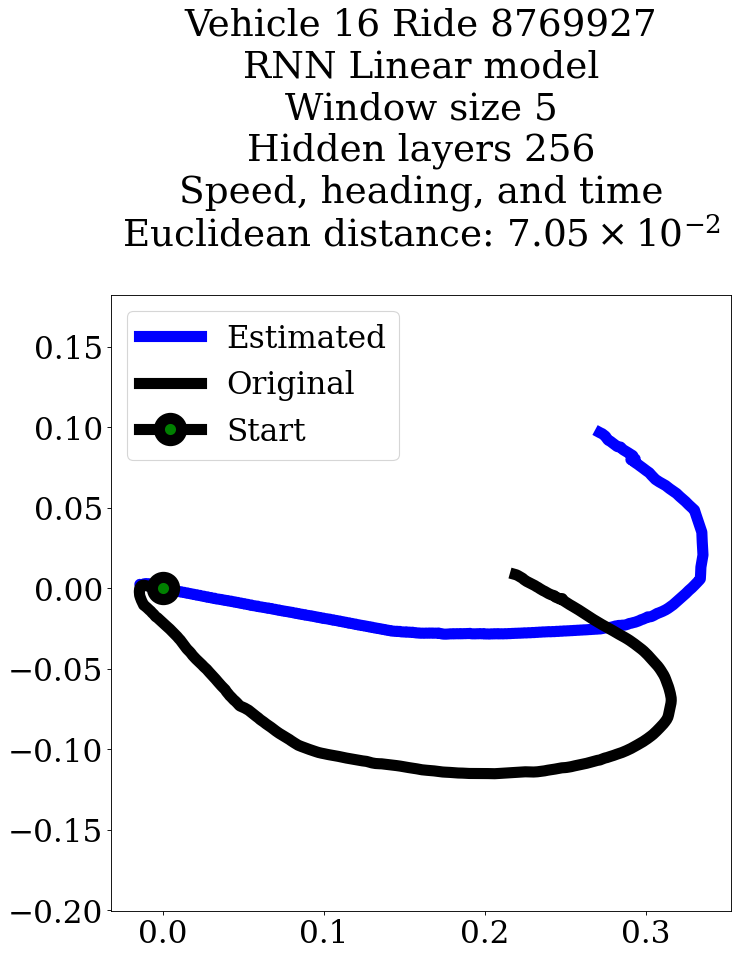 Vehicle 16 Ride 8769927
RNN Linear model
Window size 5
Hidden layers 256
Speed, heading, and time
Euclidean distance: 7.05 × 10⁻²
Estimated
Original
Start
0.15
0.10
0.05
0.00
−0.05
−0.10
−0.15
−0.20
0.0 0.1 0.2 0.3